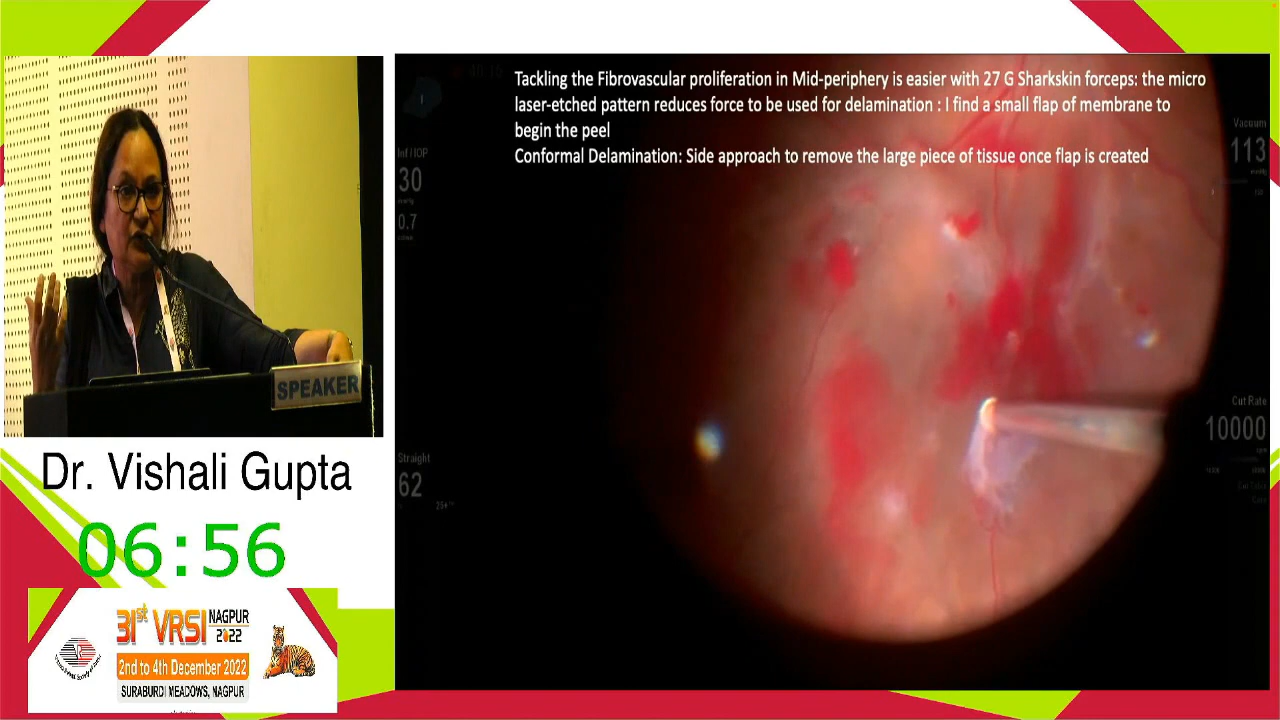 Tackling the Fibrovascular proliferation in Mid-periphery is easier with 27 G Sharkskin forceps: the micro
laser-etched pattern reduces force to be used for delamination : I find a small flap of membrane to
begin the peel
Conformal Delamination: Side approach to remove the large piece of tissue once flap is created
Inf IOP
30
0.7
Straight
62
Vacuum
113
Cut Rate
10000
SPEAKER
Dr. Vishali Gupta
06:56
31st VRSI NAGPUR
2022
2nd to 4th December 2022
SURABURDI MEADOWS, NAGPUR